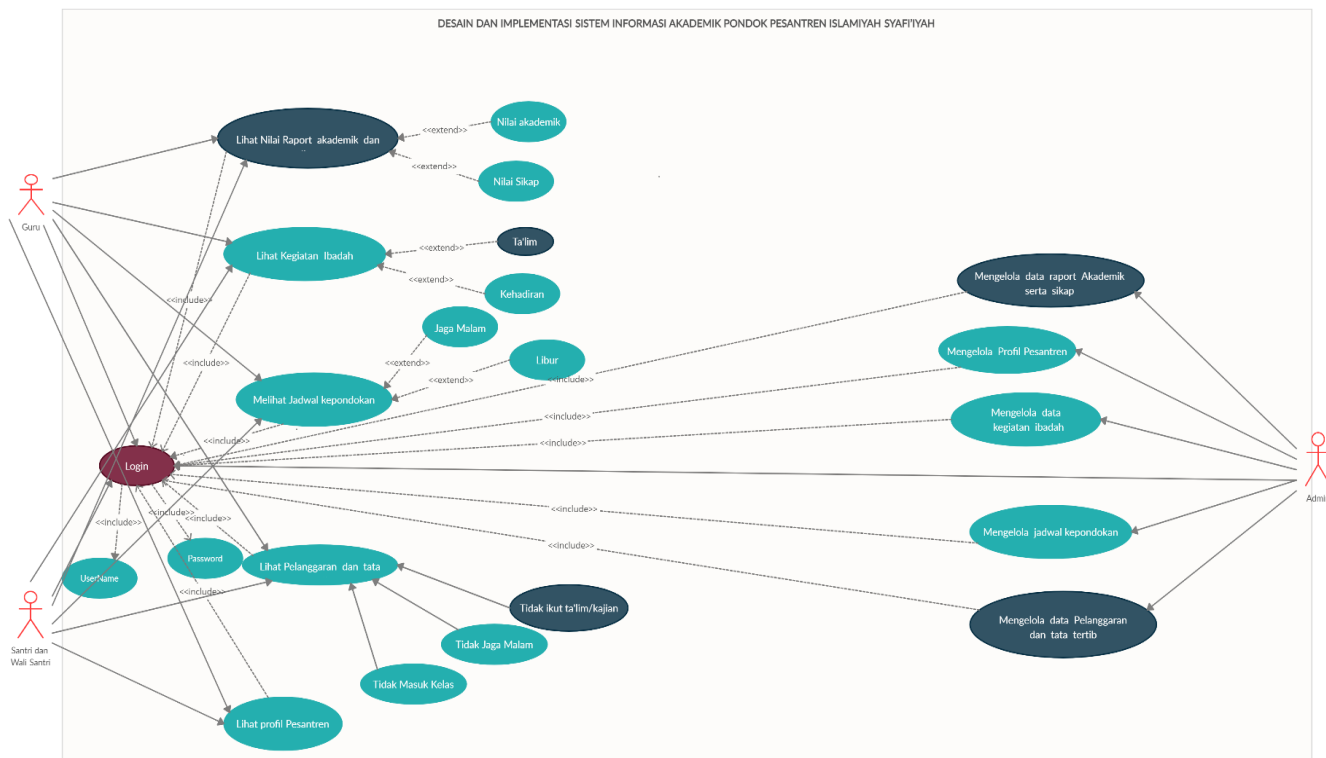 DESAIN DAN IMPLEMENTASI SISTEM INFORMASI AKADEMIK PONDOK PESANTREN ISLAMIYAH SYAFI'IYAH
Nilai akademik
<<extend>>
Lihat Nilai Raport akademik dan
<<extend>>
Nilai Sikap
Guru
Ta'lim
<<extend>>
Lihat Kegiatan Ibadah
<<extend>>
Kehadiran
<<include>>
Jaga Malam
<<extend>>
Libur
<<include>>
<<extend>>
<<include>>
Melihat Jadwal kepondokan
Mengelola data raport Akademik
serta sikap
Mengelola Profil Pesantren
Mengelola data
kegiatan ibadah
<<include>>
<<include>>
<<include>>
Login
Admi
<<include>>
<<include>>
<<include>>
<<include>>
Mengelola jadwal kepondokan
<<include>>
Password
Lihat Pelanggaran dan tata
UserName
<<include>>
Tidak ikut ta'lim/kajian
Mengelola data Pelanggaran
dan tata tertib
Santri dan
Wali Santri
Tidak Jaga Malam
Tidak Masuk Kelas
Lihat profil Pesantren